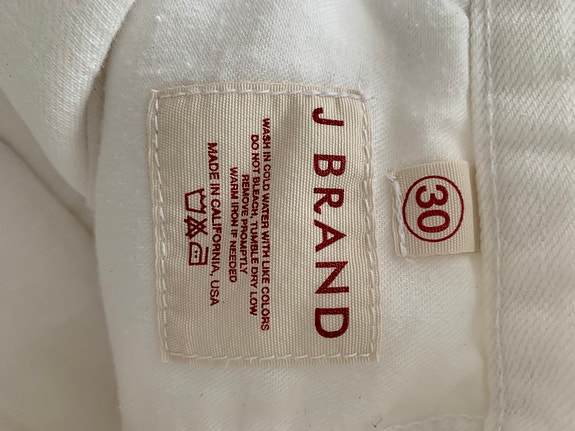 30
J BRAND
WASH IN COLD WATER WITH LIKE COLORS
DO NOT BLEACH, TUMBLE DRY LOW
REMOVE PROMPTLY
WARM IRON IF NEEDED
MADE IN CALIFORNIA, USA